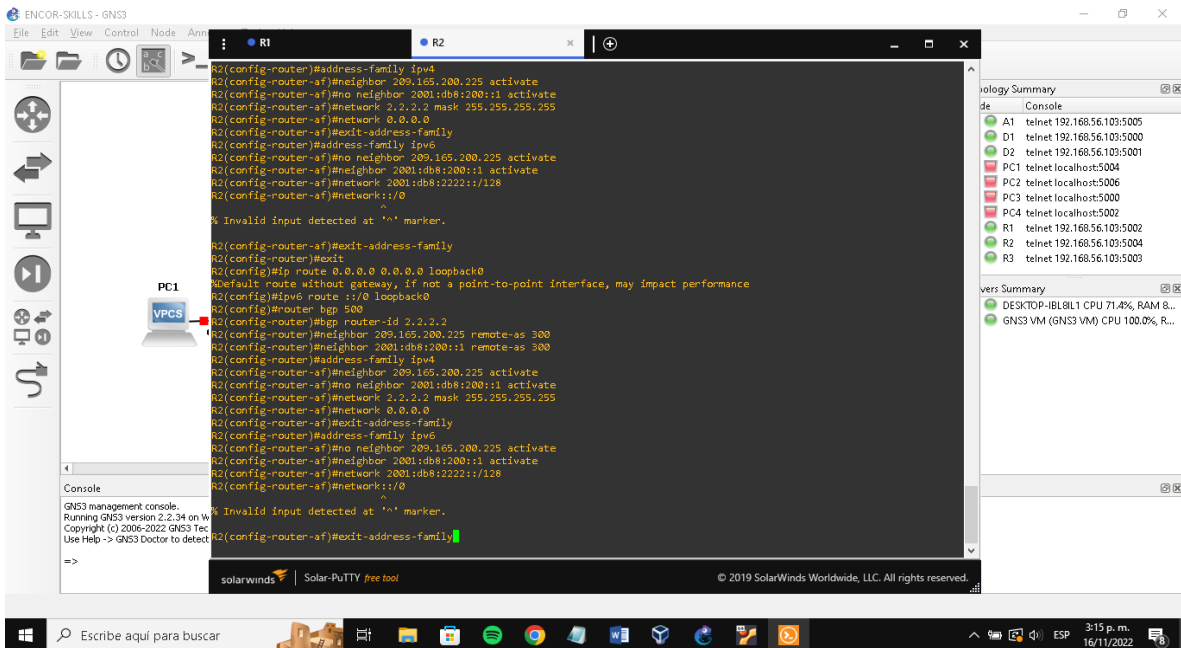 ENCOR-SKILLS - GNS3
File Edit View Control Node Ann
R1
R2
R2(config-router)#address-family ipv4
R2(config-router-af)#neighbor 209.165.200.225 activate
R2(config-router-af)#no neighbor 2001:db8:200::1 activate
R2(config-router-af)#network 2.2.2.2 mask 255.255.255.255
R2(config-router-af)#network 0.0.0.0
R2(config-router-af)#exit-address-family
R2(config-router)#address-family ipv6
R2(config-router-af)#no neighbor 209.165.200.225 activate
R2(config-router-af)#neighbor 2001:db8:200::1 activate
R2(config-router-af)#network 2001:db8:2222::/128
R2(config-router-af)#network::/0
^
% Invalid input detected at '^' marker.
R2(config-router-af)#exit-address-family
R2(config-router)#exit
R2(config)#ip route 0.0.0.0 0.0.0.0 loopback0
%Default route without gateway, if not a point-to-point interface, may impact performance
R2(config)#ipv6 route ::/0 loopback0
R2(config)#router bgp 500
R2(config-router)#bgp router-id 2.2.2.2
R2(config-router)#neighbor 209.165.200.225 remote-as 300
R2(config-router)#neighbor 2001:db8:200::1 remote-as 300
R2(config-router)#address-family ipv4
R2(config-router-af)#neighbor 209.165.200.225 activate
R2(config-router-af)#no neighbor 2001:db8:200::1 activate
R2(config-router-af)#network 2.2.2.2 mask 255.255.255.255
R2(config-router-af)#network 0.0.0.0
R2(config-router-af)#exit-address-family
R2(config-router)#address-family ipv6
R2(config-router-af)#no neighbor 209.165.200.225 activate
R2(config-router-af)#neighbor 2001:db8:200::1 activate
R2(config-router-af)#network 2001:db8:2222::/128
R2(config-router-af)#network::/0
^
% Invalid input detected at '^' marker.
R2(config-router-af)#exit-address-family
solarwinds Solar-PuTTY free tool
© 2019 SolarWinds Worldwide, LLC. All rights reserved.
PC1
VPCS
ology Summary
de Console
A1 telnet 192.168.56.103:5005
D1 telnet 192.168.56.103:5000
D2 telnet 192.168.56.103:5001
PC1 telnet localhost:5004
PC2 telnet localhost:5006
PC3 telnet localhost:5000
PC4 telnet localhost:5002
R1 telnet 192.168.56.103:5002
R2 telnet 192.168.56.103:5004
R3 telnet 192.168.56.103:5003
vers Summary
DESKTOP-IBL8IL1 CPU 71.4%, RAM 8...
GNS3 VM (GNS3 VM) CPU 100.0%, R...
Console
GNS3 management console.
Running GNS3 version 2.2.34 on W
Copyright (c) 2006-2022 GNS3 Tec
Use Help -> GNS3 Doctor to detect
=>
Escribe aquí para buscar
ESP
3:15 p. m.
16/11/2022
8